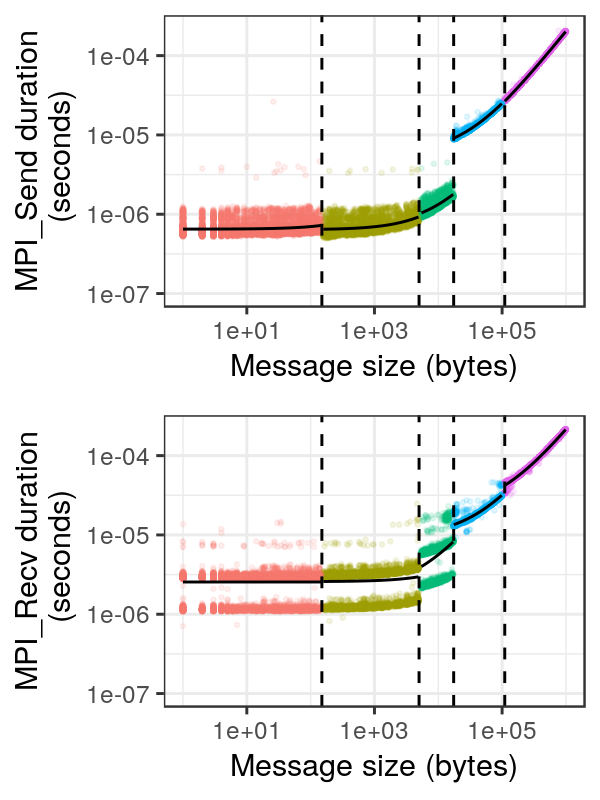 MPI_Send duration
(seconds)
1e-04
1e-05
1e-06
1e-07
1e+01 1e+03 1e+05
Message size (bytes)
MPI_Recv duration
(seconds)
1e-04
1e-05
1e-06
1e-07
1e+01 1e+03 1e+05
Message size (bytes)